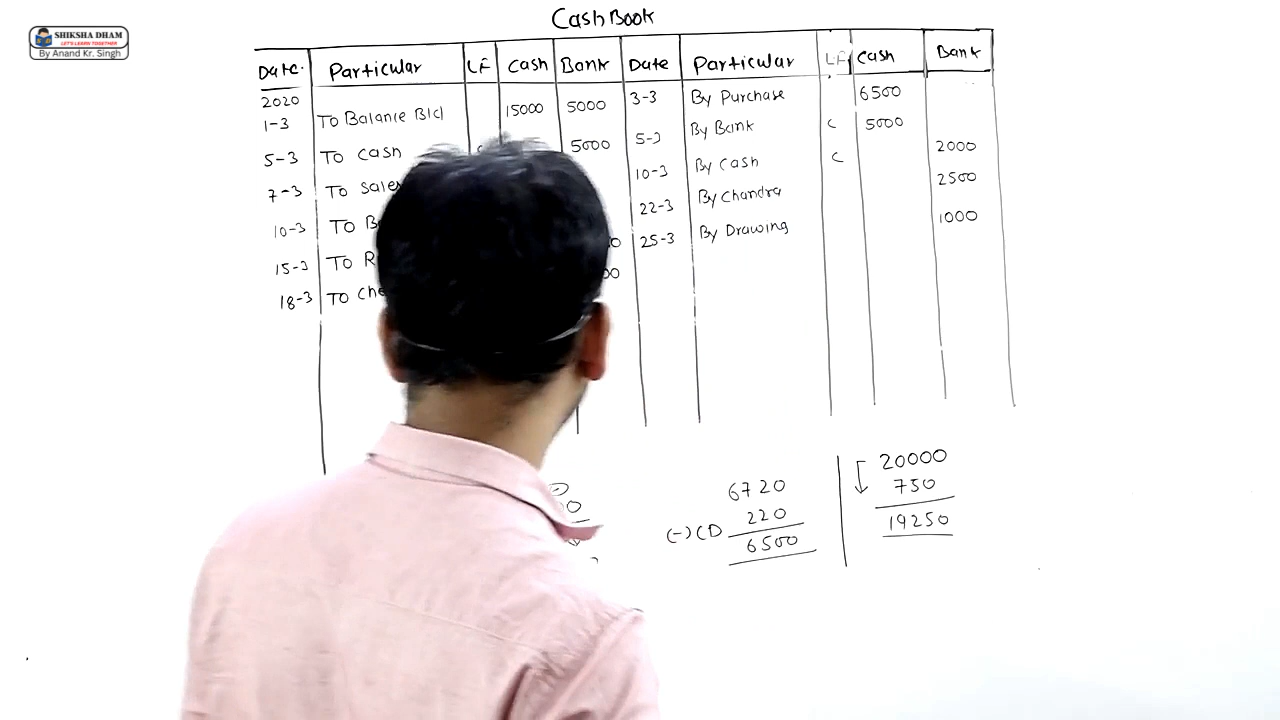 SHIKSHA DHAM
LET'S LEARN TOGETHER
By Anand Kr. Singh
Cash Book
Date. Particular LF Cash Bank Date Particular LF Cash Bank
2020
1-3 To Balance B/d 15000 5000 3-3 By Purchase 6500
5-3 To Cash 5000 5-3 By Bank C 5000
7-3 To Sales 10-3 By Cash C 2000
10-3 To 22-3 By Chandra 2500
15-3 To 25-3 By Drawing 1000
18-3 To
6720
(-) CD 220
6500
20000
750
19250